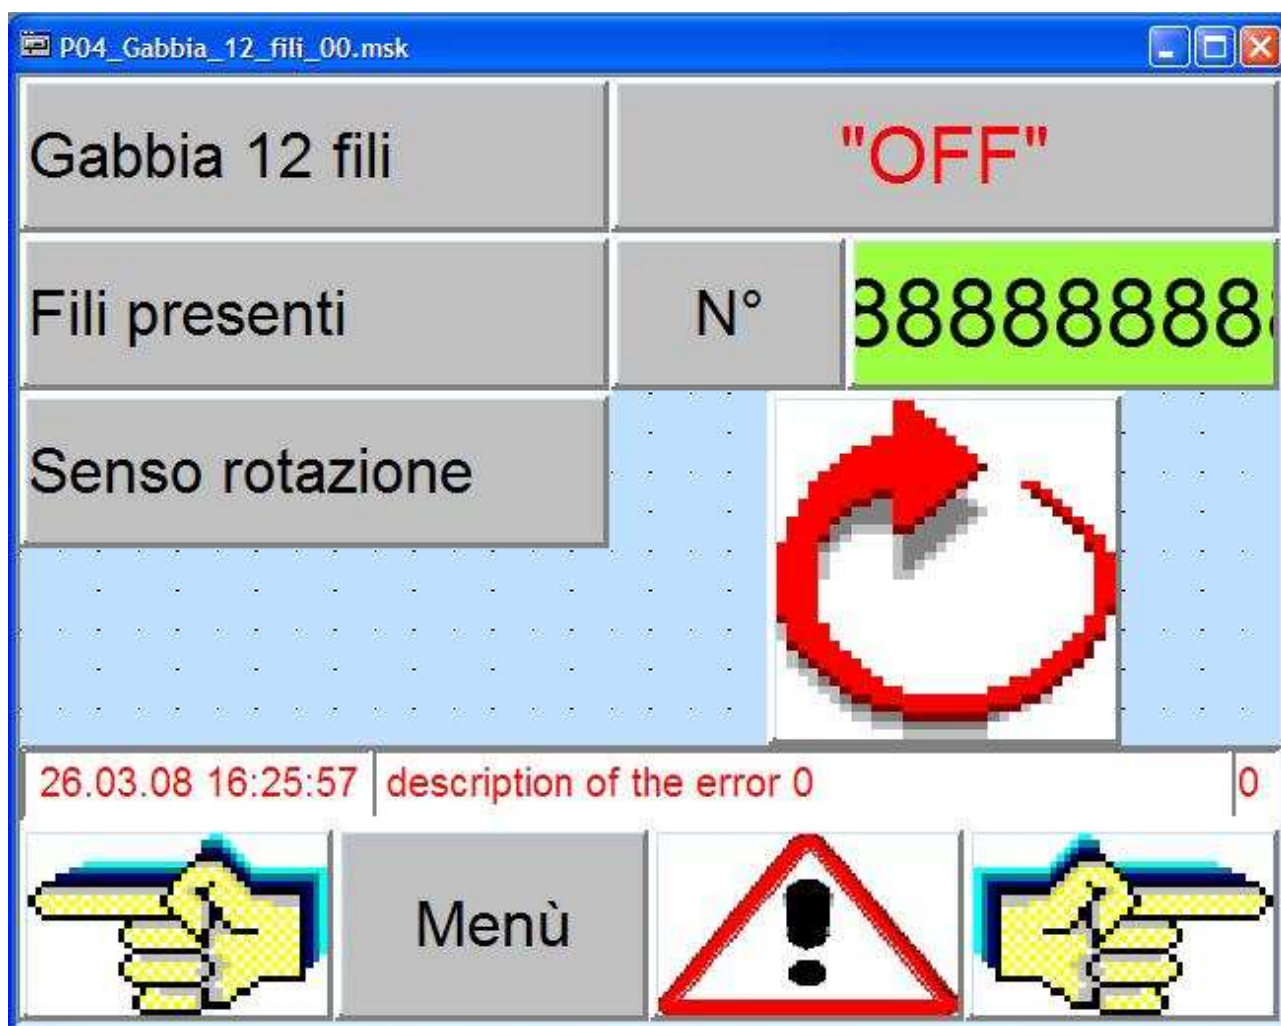 P04_Gabbia_12_fili_00.msk
Gabbia 12 fili "OFF"
Fili presenti N° 888888888
Senso rotazione
26.03.08 16:25:57 description of the error 0 0
Menù